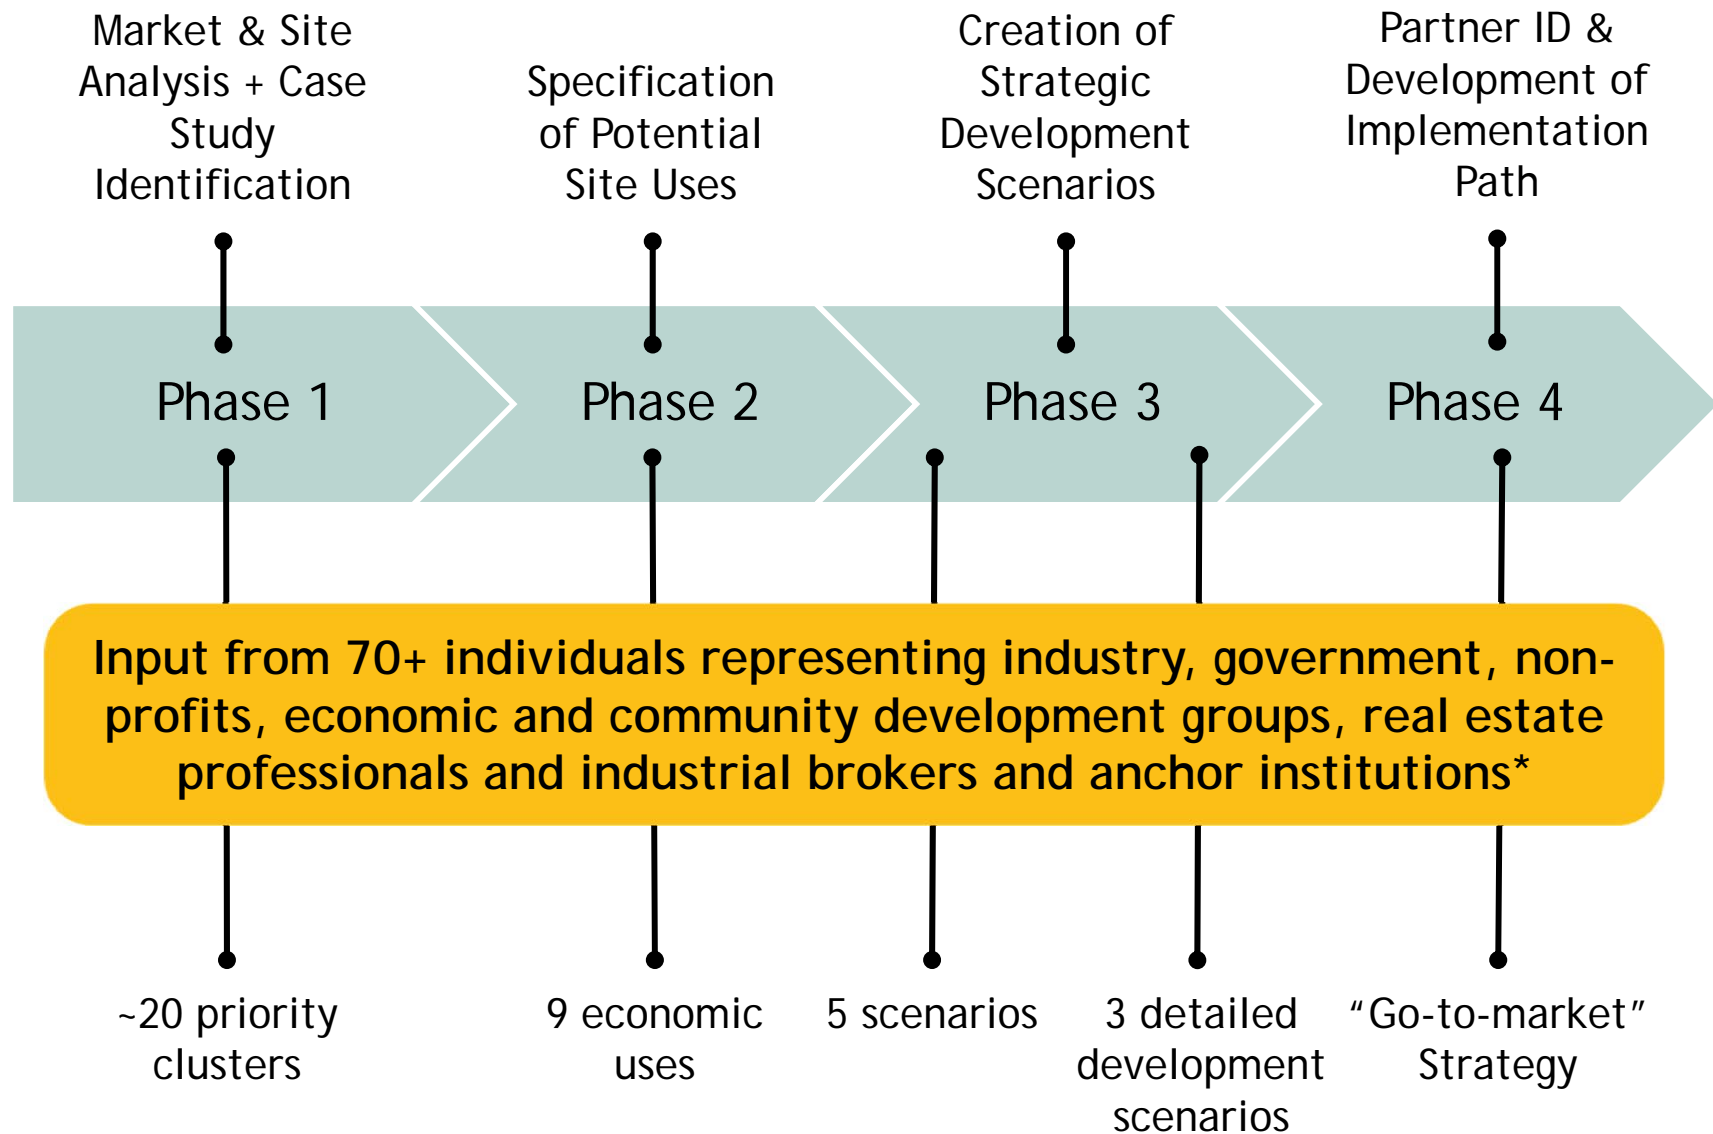 Market & Site
Analysis + Case
Study
Identification
Specification
of Potential
Site Uses
Creation of
Strategic
Development
Scenarios
Partner ID &
Development of
Implementation
Path
Phase 1
Phase 2
Phase 3
Phase 4
Input from 70+ individuals representing industry, government, non-
profits, economic and community development groups, real estate
professionals and industrial brokers and anchor institutions*
~20 priority
clusters
9 economic
uses
5 scenarios
3 detailed
development
scenarios
“Go-to-market”
Strategy